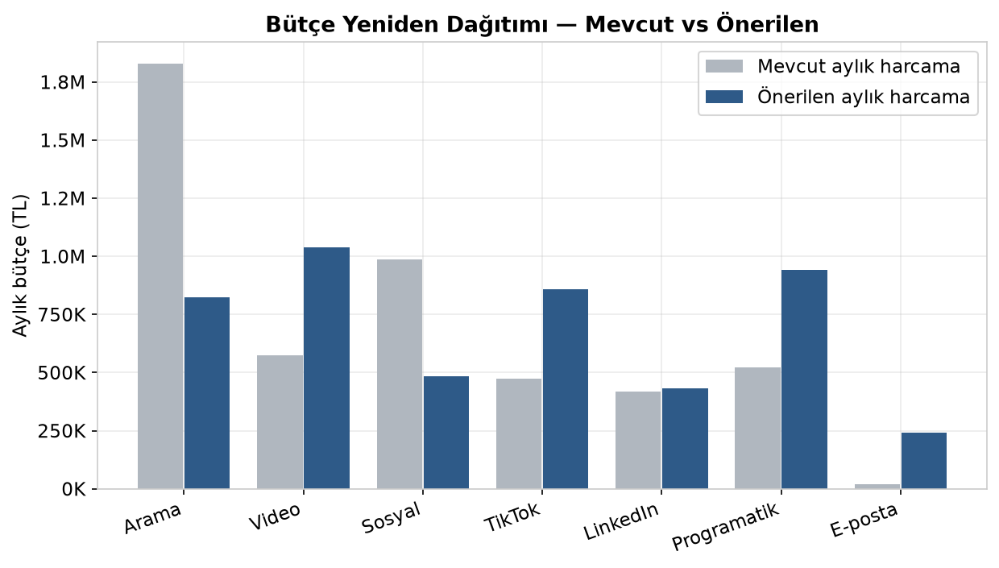 Bütçe Yeniden Dağıtımı — Mevcut vs Önerilen
Mevcut aylık harcama
Önerilen aylık harcama
Aylık bütçe (TL)
1.8M
1.5M
1.2M
1.0M
750K
500K
250K
0K
Arama
Video
Sosyal
TikTok
LinkedIn
Programatik
E-posta